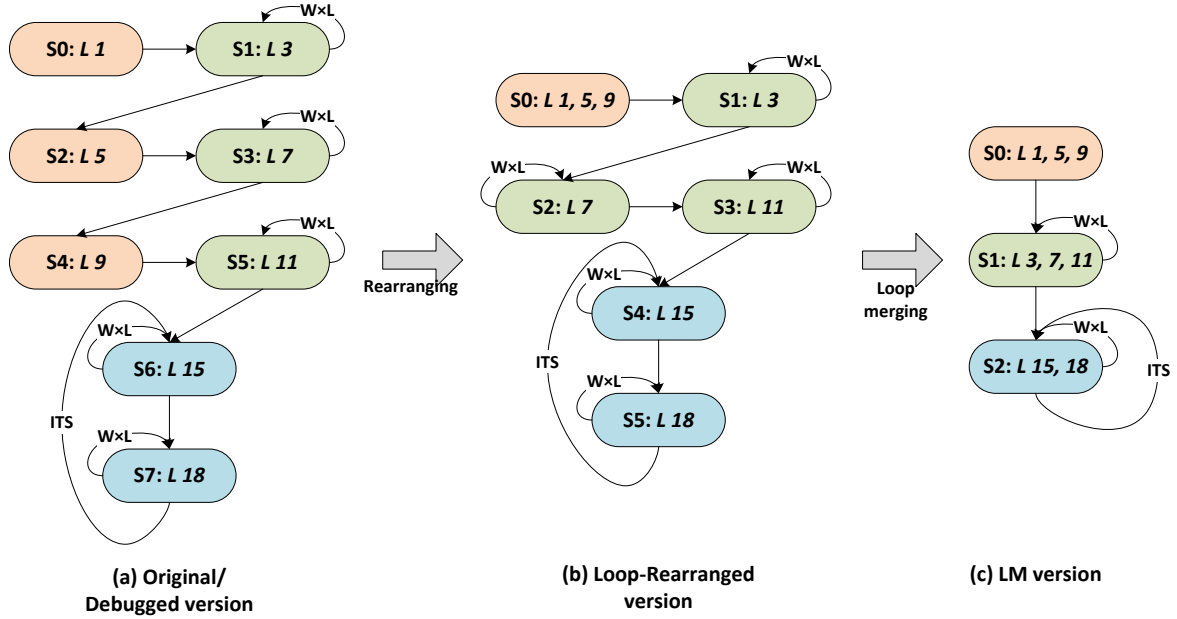 W×L
S0: L 1
S1: L 3
W×L
S2: L 5
S3: L 7
W×L
S4: L 9
S5: L 11
W×L
S6: L 15
ITS
W×L
S7: L 18
(a) Original/
Debugged version
Rearranging
W×L
S0: L 1, 5, 9
S1: L 3
W×L
W×L
S2: L 7
S3: L 11
W×L
S4: L 15
ITS
W×L
S5: L 18
(b) Loop-Rearranged
version
Loop
merging
S0: L 1, 5, 9
W×L
S1: L 3, 7, 11
W×L
S2: L 15, 18
ITS
(c) LM version